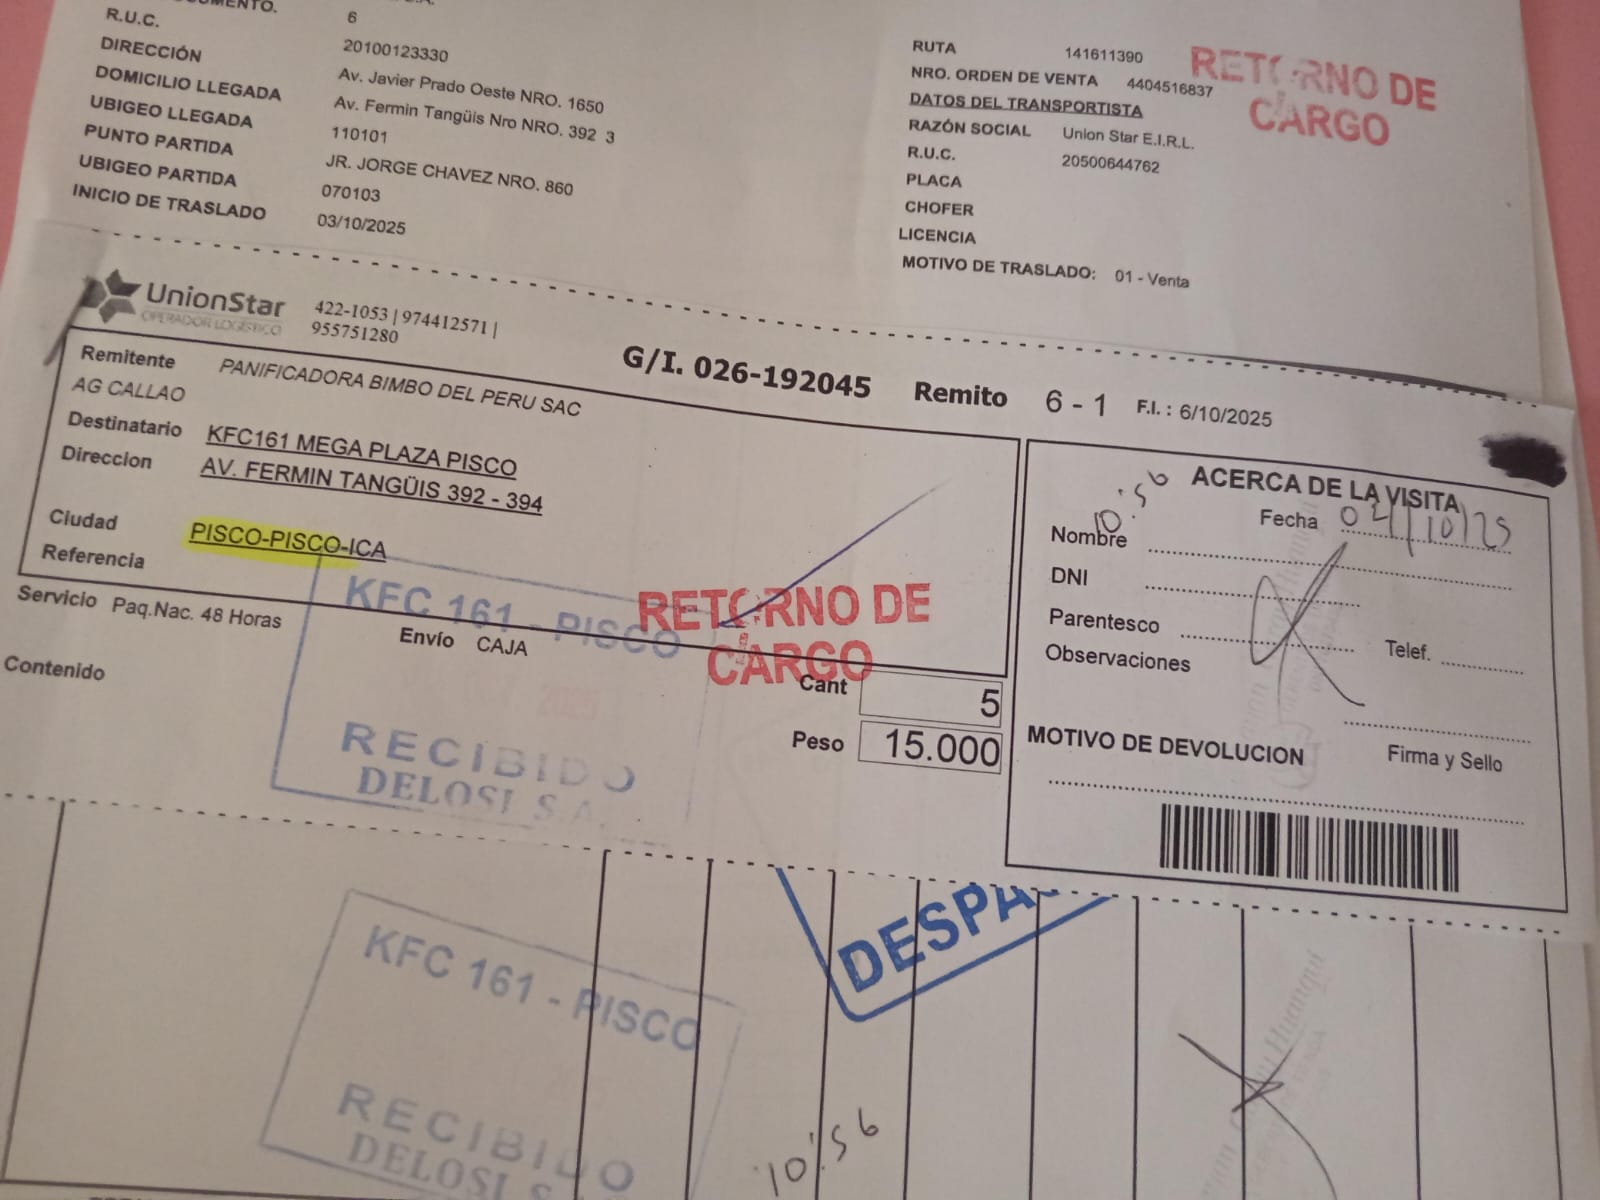 R.U.C. 6
DIRECCIÓN 20100123330
DOMICILIO LLEGADA Av. Javier Prado Oeste NRO. 1650
UBIGEO LLEGADA Av. Fermin Tangüis Nro NRO. 392 3
PUNTO PARTIDA 110101
UBIGEO PARTIDA JR. JORGE CHAVEZ NRO. 860
INICIO DE TRASLADO 070103
03/10/2025
RUTA 141611390
NRO. ORDEN DE VENTA 4404516837
DATOS DEL TRANSPORTISTA
RAZÓN SOCIAL Union Star E.I.R.L.
R.U.C. 20500644762
PLACA
CHOFER
LICENCIA
MOTIVO DE TRASLADO: 01 - Venta
RETORNO DE
CARGO
UnionStar
OPERADOR LOGÍSTICO
422-1053 | 974412571 |
955751280
G/I. 026-192045 Remito 6 - 1 F.I. : 6/10/2025
Remitente PANIFICADORA BIMBO DEL PERU SAC
AG CALLAO
Destinatario KFC161 MEGA PLAZA PISCO
Direccion AV. FERMIN TANGÜIS 392 - 394
Ciudad PISCO-PISCO-ICA
Referencia
Servicio Paq.Nac. 48 Horas
Envío CAJA
Contenido
Cant 5
Peso 15.000
KFC 161 - PISCO
2025
RECIBIDO
DELOSI S.A.
RETORNO DE
CARGO
ACERCA DE LA VISITA
10:56
Fecha 07/10/25
Nombre
DNI
Parentesco
Telef.
Observaciones
MOTIVO DE DEVOLUCION
Firma y Sello
DESPA
KFC 161 - PISCO
RECIBIDO
DELOSI S
10:56